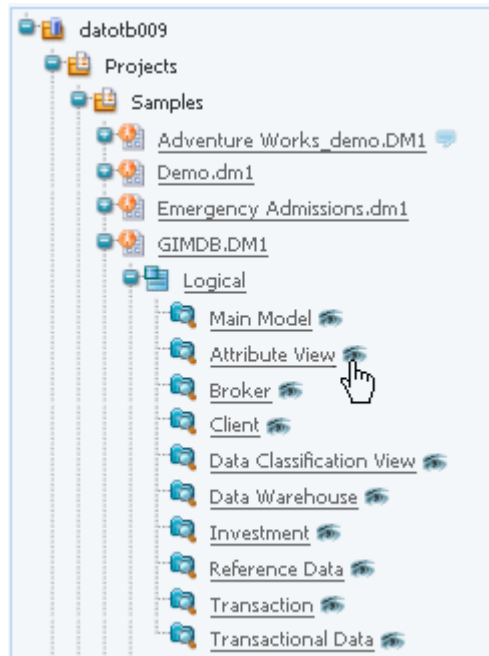 datotb009
Projects
Samples
Adventure Works_demo.DM1
Demo.dm1
Emergency Admissions.dm1
GIMDB.DM1
Logical
Main Model
Attribute View
Broker
Client
Data Classification View
Data Warehouse
Investment
Reference Data
Transaction
Transactional Data